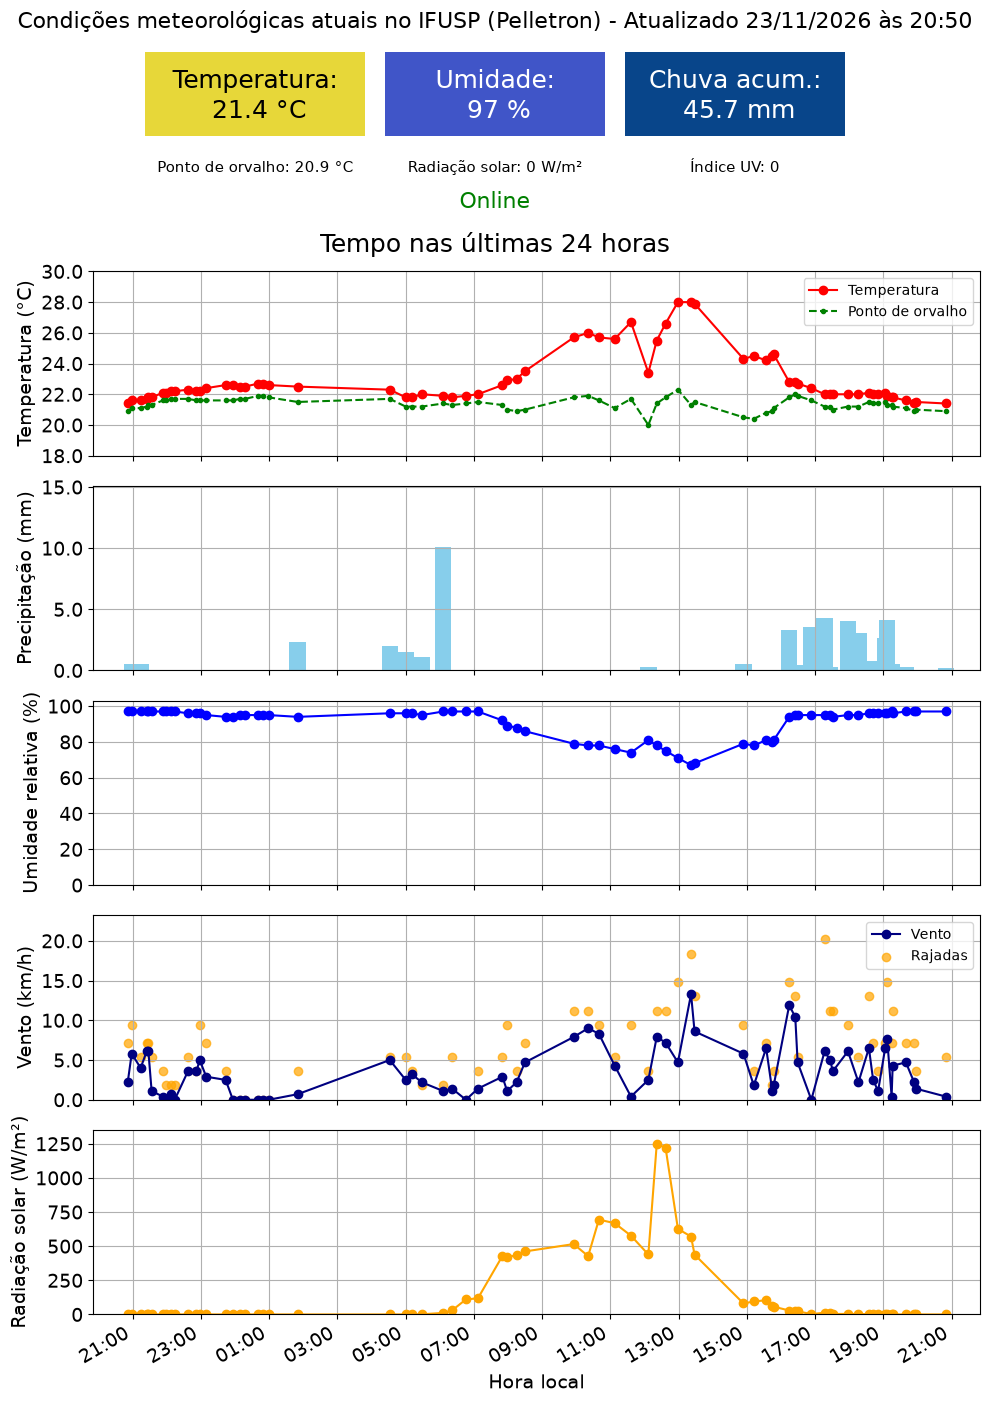 Condições meteorológicas atuais no IFUSP (Pelletron) - Atualizado 23/11/2026 às 20:50
Temperatura:
21.4 °C
Umidade:
97 %
Chuva acum.:
45.7 mm
Ponto de orvalho: 20.9 °C
Radiação solar: 0 W/m²
Índice UV: 0
Online
Tempo nas últimas 24 horas
Temperatura (°C)
30.0
28.0
26.0
24.0
22.0
20.0
18.0
Temperatura
Ponto de orvalho
Precipitação (mm)
15.0
10.0
5.0
0.0
Umidade relativa (%)
100
80
60
40
20
0
Vento (km/h)
20.0
15.0
10.0
5.0
0.0
Vento
Rajadas
Radiação solar (W/m²)
1250
1000
750
500
250
0
21:00
23:00
01:00
03:00
05:00
07:00
09:00
11:00
13:00
15:00
17:00
19:00
21:00
Hora local